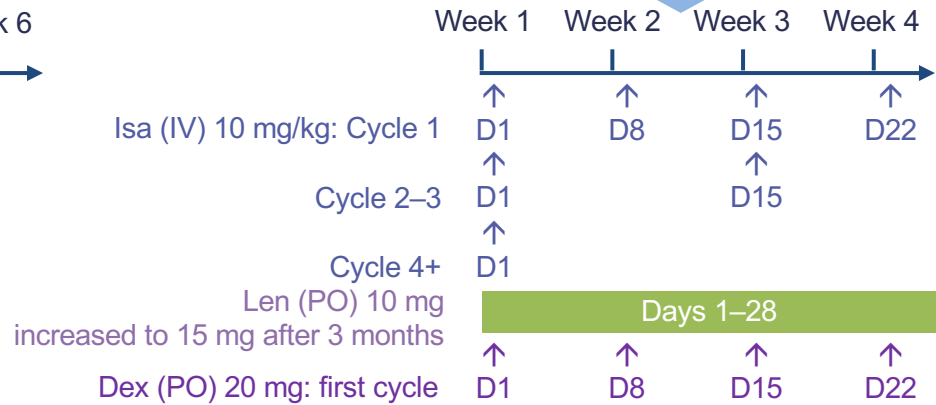 6
Week 1 Week 2 Week 3 Week 4
Isa (IV) 10 mg/kg: Cycle 1 D1 D8 D15 D22
Cycle 2–3 D1 D15
Cycle 4+ D1
Len (PO) 10 mg
increased to 15 mg after 3 months
Days 1–28
Dex (PO) 20 mg: first cycle D1 D8 D15 D22